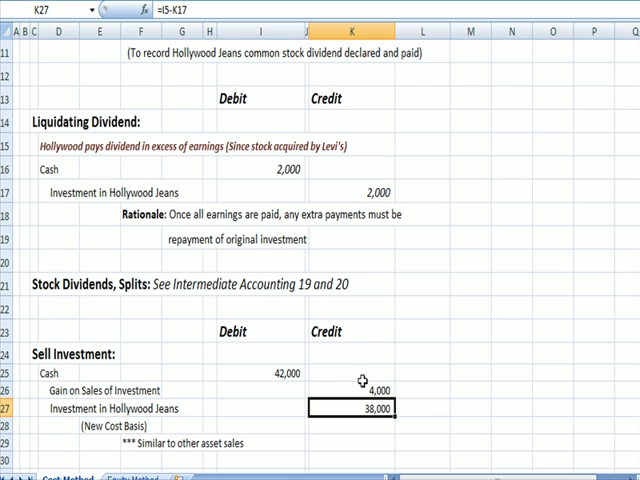 K27 fx =I5-K17
A B C D E F G H I J K L M N O P Q
11 (To record Hollywood Jeans common stock dividend declared and paid)
12
13 Debit Credit
14 Liquidating Dividend:
15 Hollywood pays dividend in excess of earnings (Since stock acquired by Levi's)
16 Cash 2,000
17 Investment in Hollywood Jeans 2,000
18 Rationale: Once all earnings are paid, any extra payments must be
19 repayment of original investment
20
21 Stock Dividends, Splits: See Intermediate Accounting 19 and 20
22
23 Debit Credit
24 Sell Investment:
25 Cash 42,000
26 Gain on Sales of Investment 4,000
27 Investment in Hollywood Jeans 38,000
28 (New Cost Basis)
29 *** Similar to other asset sales
30
Cost Method Equity Method